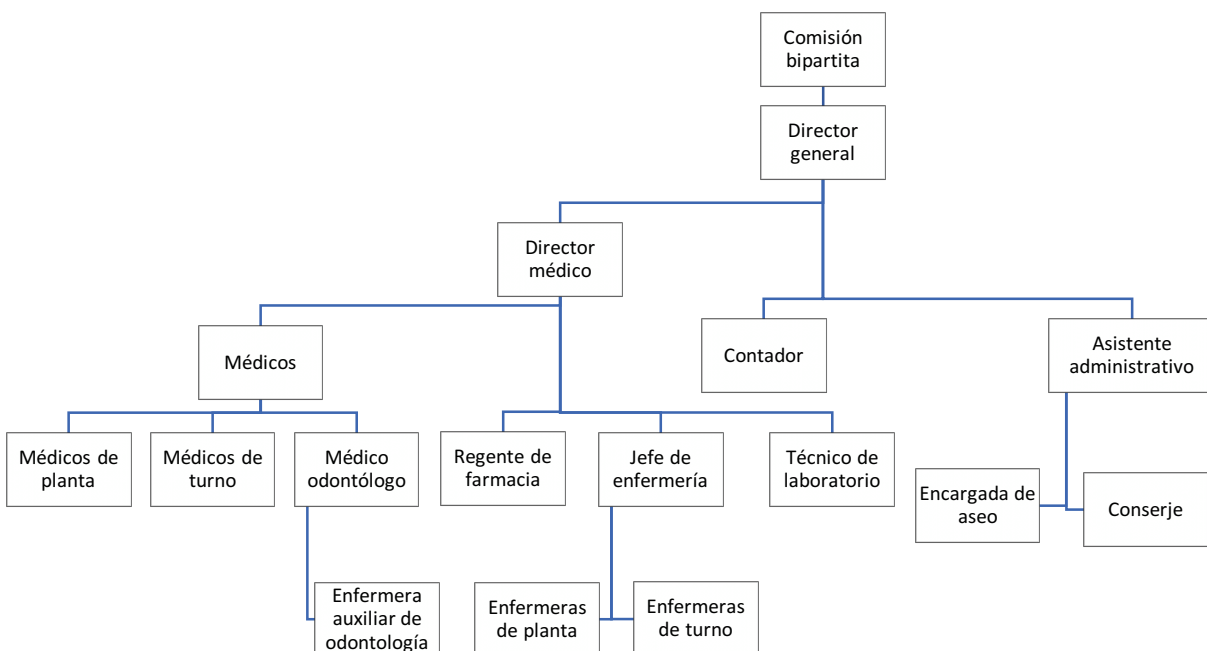 Comisión
bipartita
Director
general
Director
médico
Médicos
Contador
Asistente
administrativo
Médicos de
planta
Médicos de
turno
Médico
odontólogo
Regente de
farmacia
Jefe de
enfermería
Técnico de
laboratorio
Encargada de
aseo
Conserje
Enfermera
auxiliar de
odontología
Enfermeras
de planta
Enfermeras
de turno